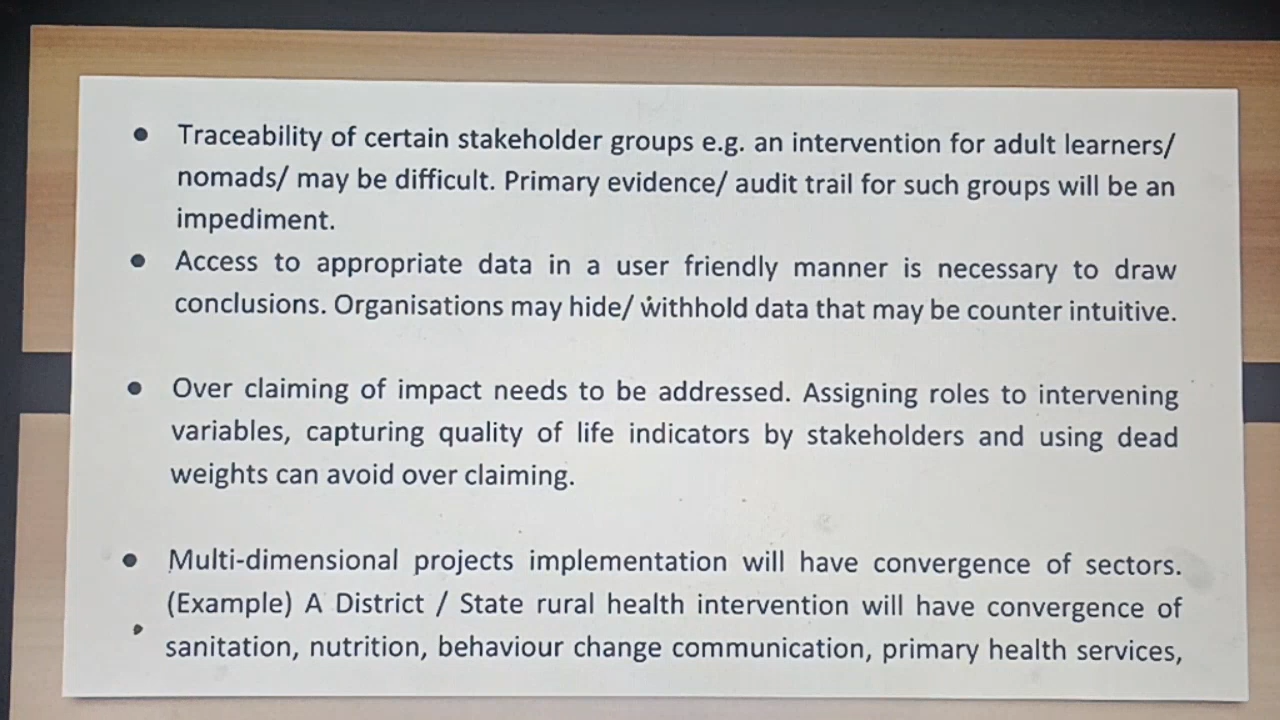 ● Traceability of certain stakeholder groups e.g. an intervention for adult learners/
nomads/ may be difficult. Primary evidence/ audit trail for such groups will be an
impediment.
● Access to appropriate data in a user friendly manner is necessary to draw
conclusions. Organisations may hide/ withhold data that may be counter intuitive.
● Over claiming of impact needs to be addressed. Assigning roles to intervening
variables, capturing quality of life indicators by stakeholders and using dead
weights can avoid over claiming.
● Multi-dimensional projects implementation will have convergence of sectors.
(Example) A District / State rural health intervention will have convergence of
sanitation, nutrition, behaviour change communication, primary health services,